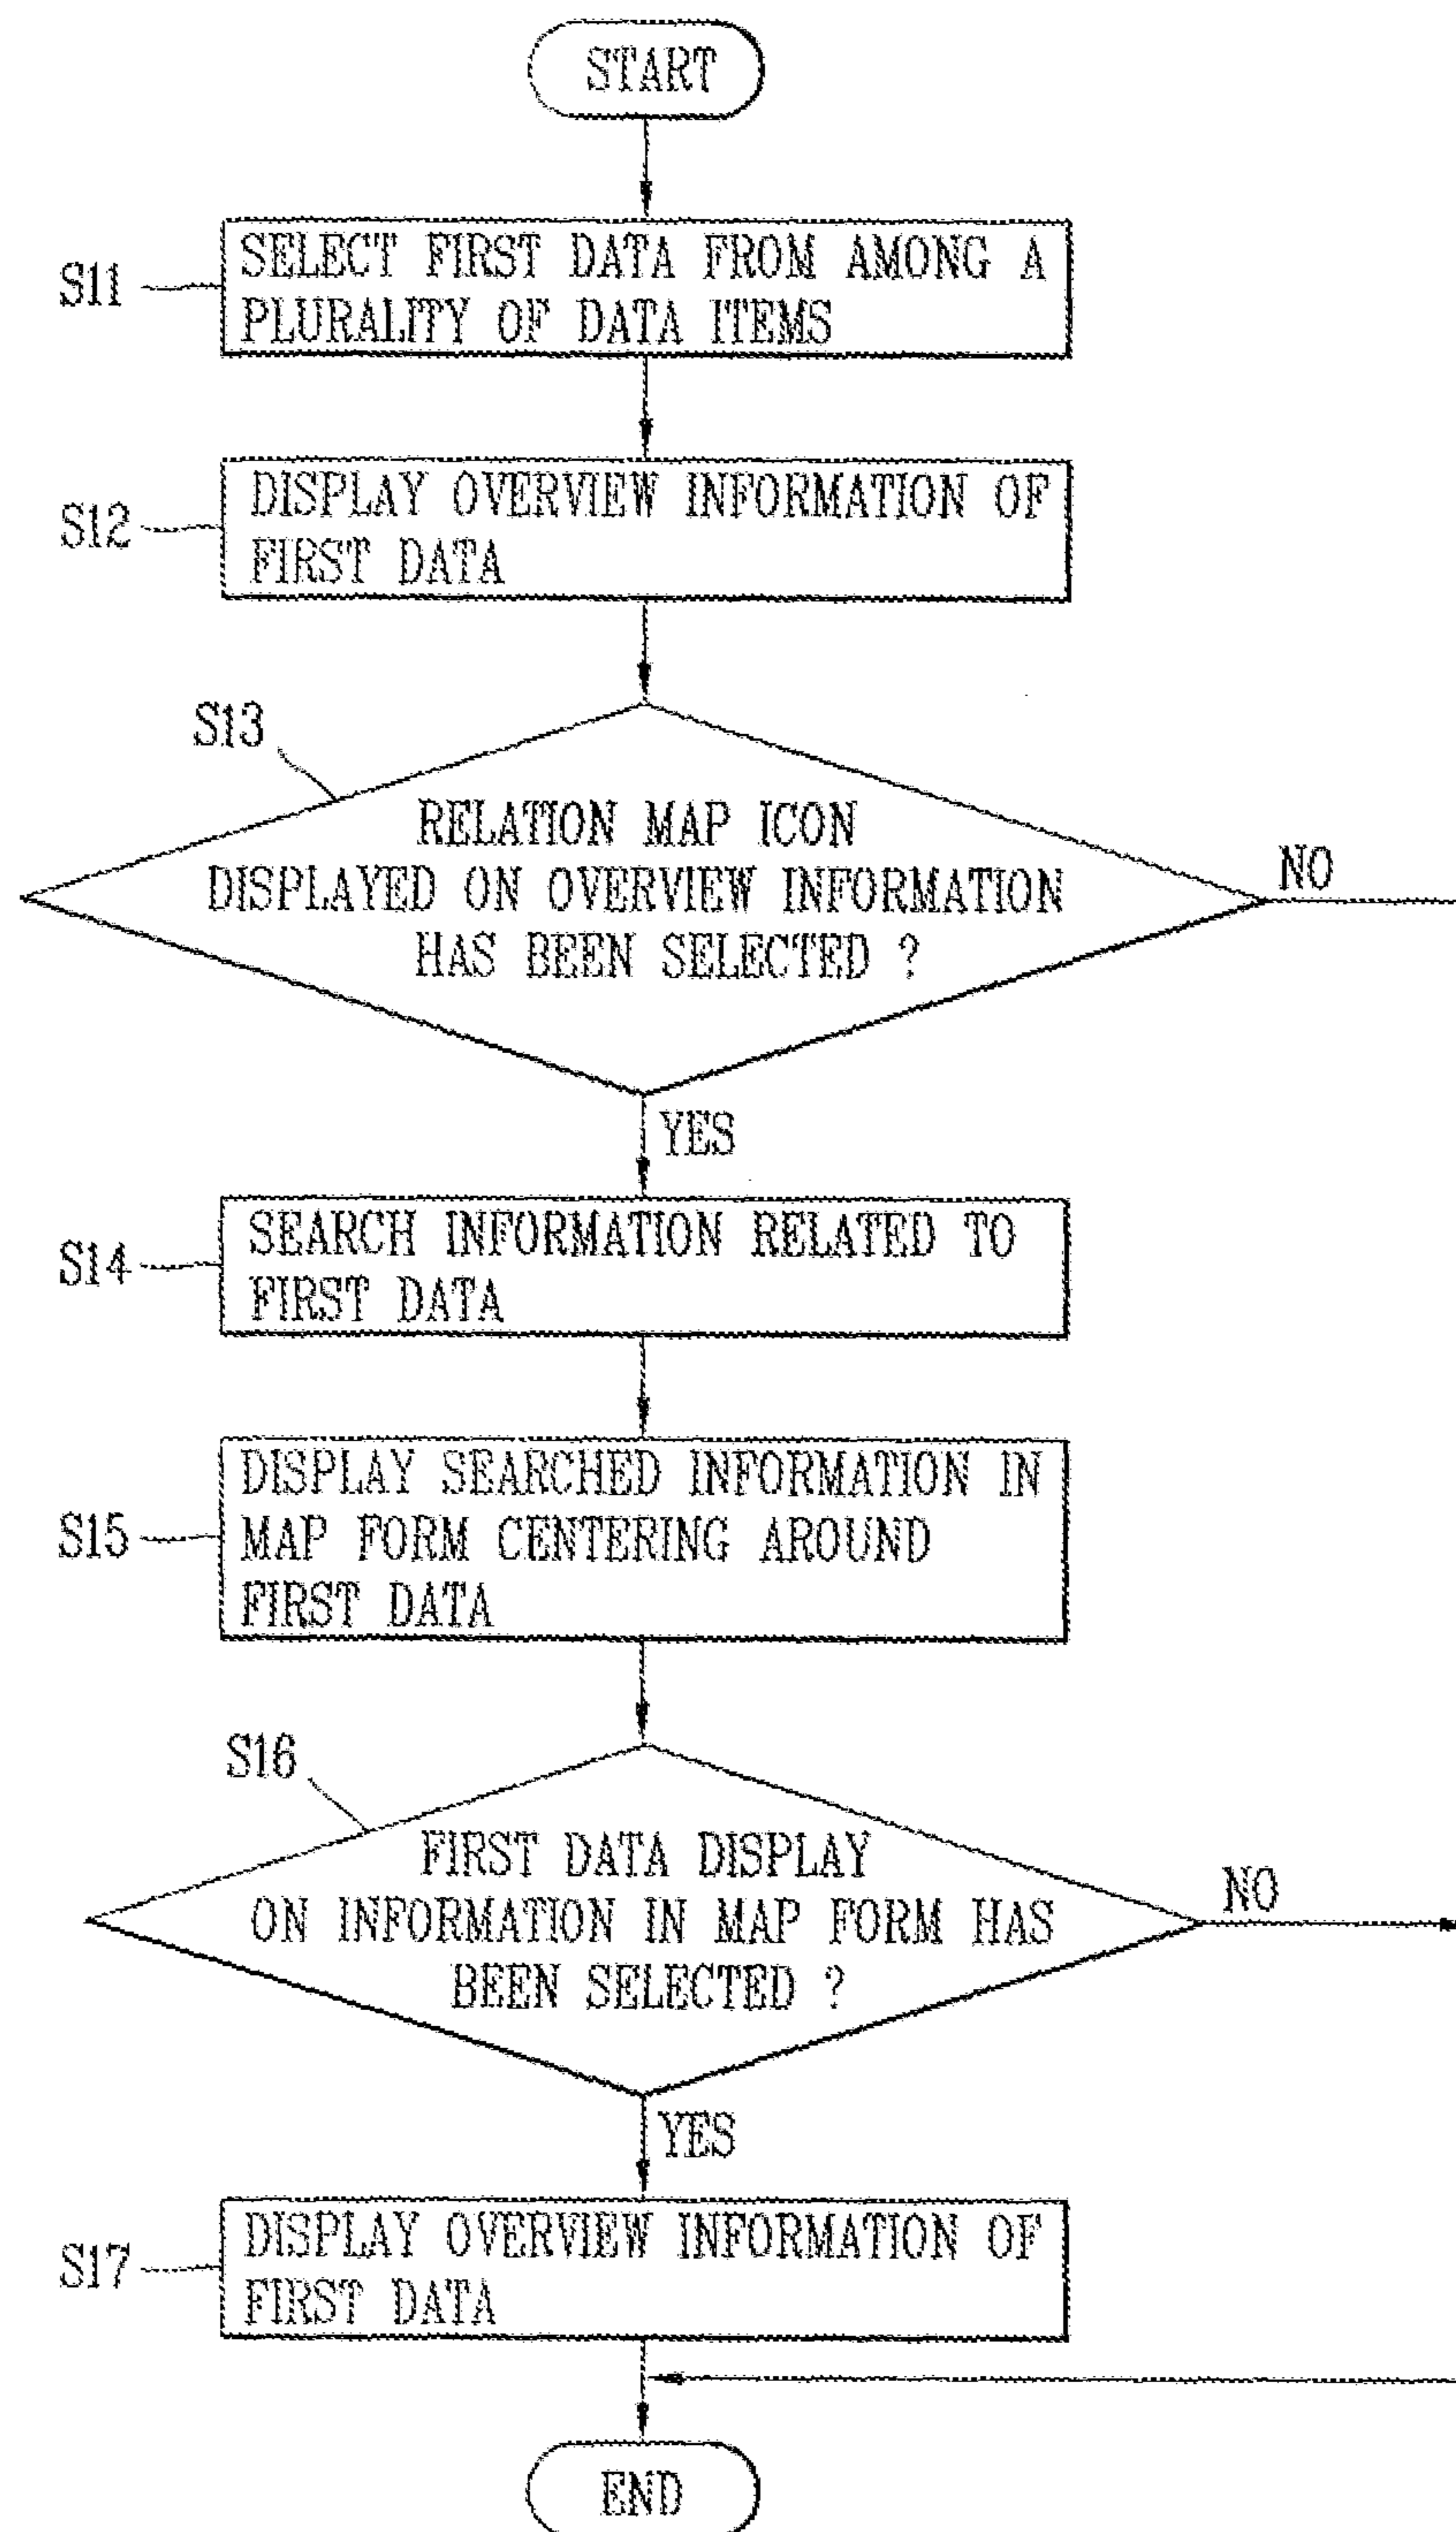 START
S11
SELECT FIRST DATA FROM AMONG A
PLURALITY OF DATA ITEMS
S12
DISPLAY OVERVIEW INFORMATION OF
FIRST DATA
S13
RELATION MAP ICON
DISPLAYED ON OVERVIEW INFORMATION
HAS BEEN SELECTED ?
NO
YES
S14
SEARCH INFORMATION RELATED TO
FIRST DATA
S15
DISPLAY SEARCHED INFORMATION IN
MAP FORM CENTERING AROUND
FIRST DATA
S16
FIRST DATA DISPLAY
ON INFORMATION IN MAP FORM HAS
BEEN SELECTED ?
NO
YES
S17
DISPLAY OVERVIEW INFORMATION OF
FIRST DATA
END